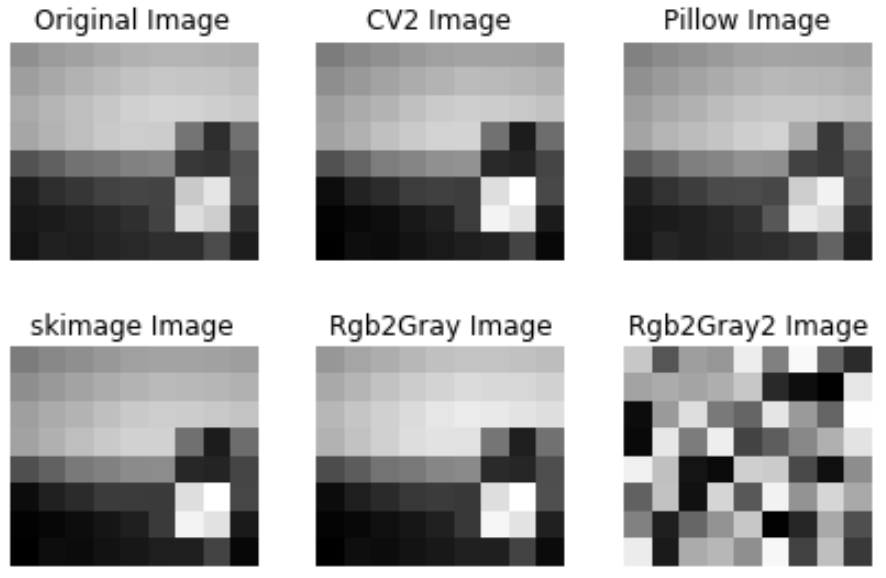 Original Image
CV2 Image
Pillow Image
skimage Image
Rgb2Gray Image
Rgb2Gray2 Image